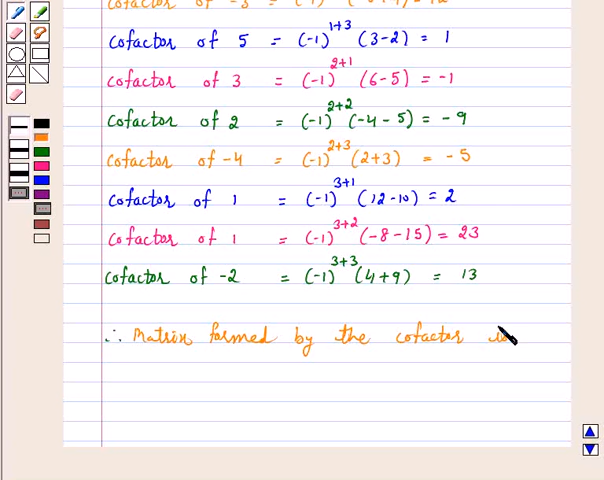 cofactor of 5 = (-1)^{1+3} (3-2) = 1
cofactor of 3 = (-1)^{2+1} (6-5) = -1
cofactor of 2 = (-1)^{2+2} (-4-5) = -9
cofactor of -4 = (-1)^{2+3} (2+3) = -5
cofactor of 1 = (-1)^{3+1} (12-10) = 2
cofactor of 1 = (-1)^{3+2} (-8-15) = 23
cofactor of -2 = (-1)^{3+3} (4+9) = 13
∴ Matrix formed by the cofactor is